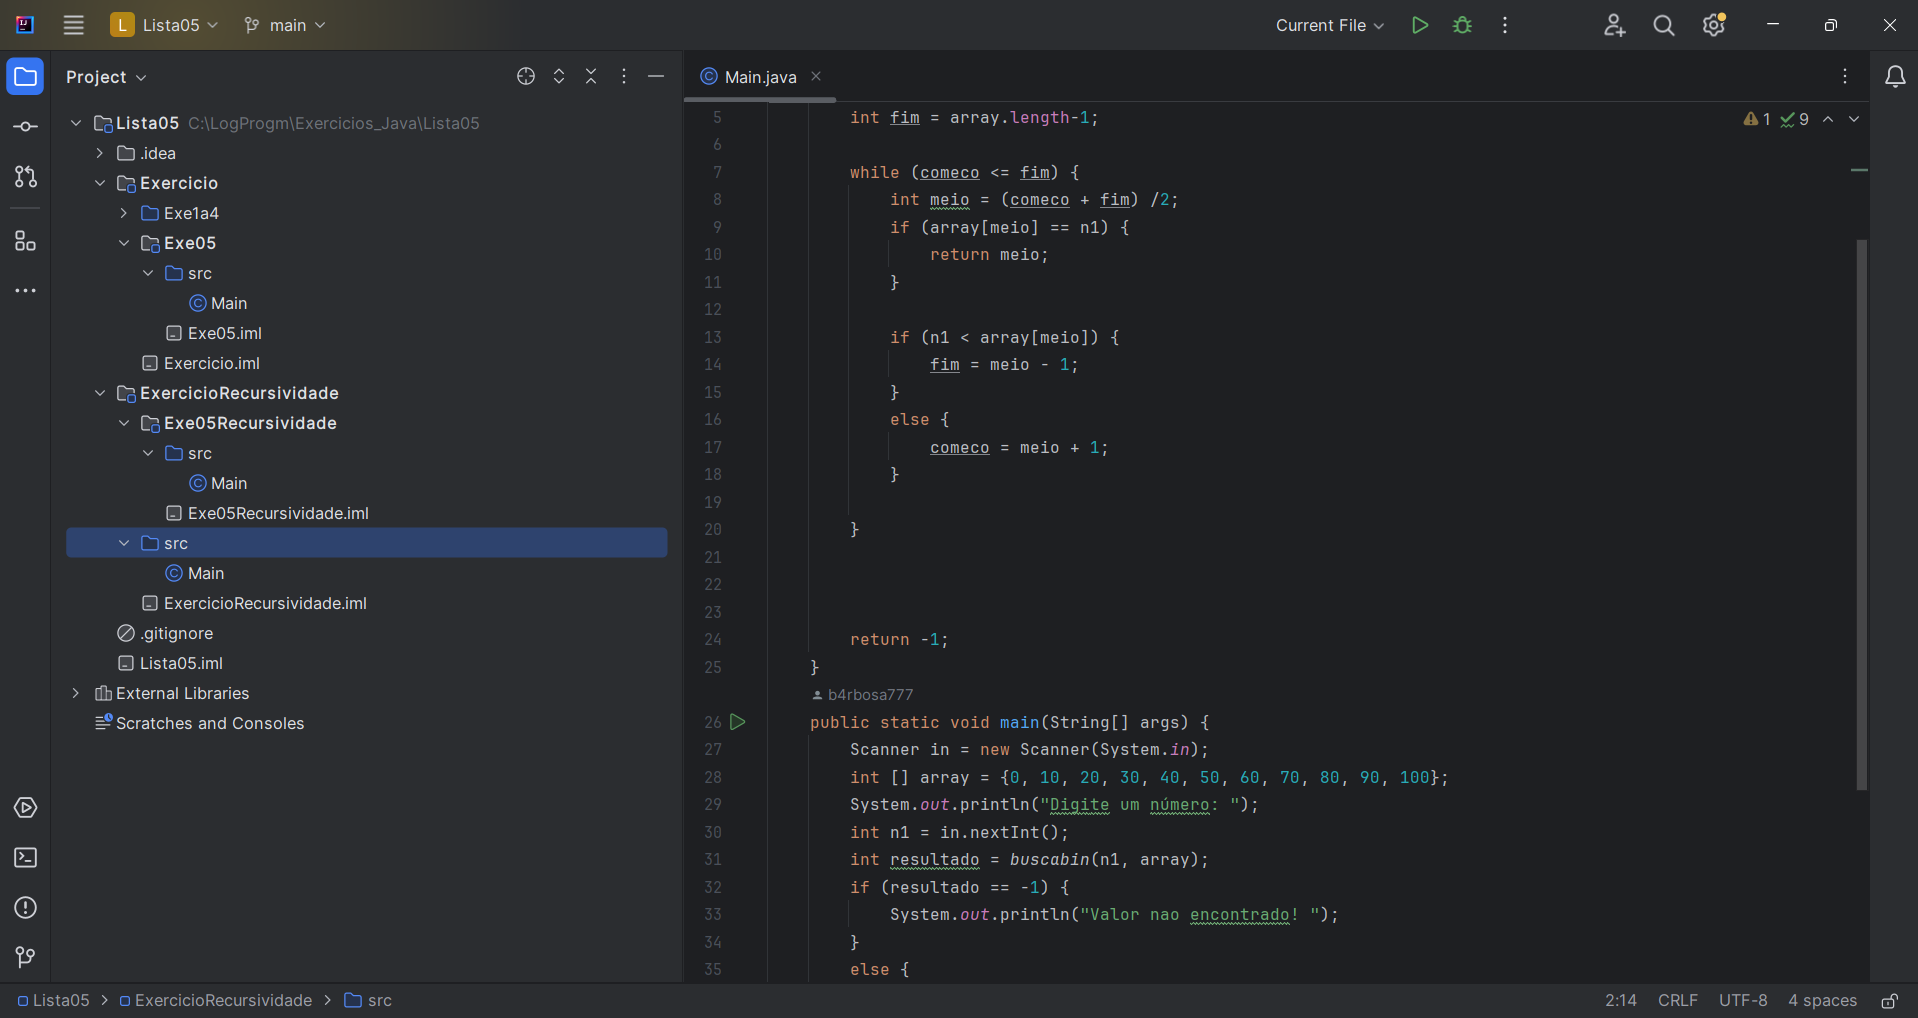 L Lista05 main Current File
Project
Main.java
Lista05 C:\LogProgm\Exercicios_Java\Lista05
.idea
Exercicio
Exe1a4
Exe05
src
Main
Exe05.iml
Exercicio.iml
ExercicioRecursividade
Exe05Recursividade
src
Main
Exe05Recursividade.iml
src
Main
ExercicioRecursividade.iml
.gitignore
Lista05.iml
External Libraries
Scratches and Consoles
1 9
5 int fim = array.length-1;
6
7 while (comeco <= fim) {
8 int meio = (comeco + fim) /2;
9 if (array[meio] == n1) {
10 return meio;
11 }
12
13 if (n1 < array[meio]) {
14 fim = meio - 1;
15 }
16 else {
17 comeco = meio + 1;
18 }
19
20 }
21
22
23
24 return -1;
25 }
b4rbosa777
26 public static void main(String[] args) {
27 Scanner in = new Scanner(System.in);
28 int [] array = {0, 10, 20, 30, 40, 50, 60, 70, 80, 90, 100};
29 System.out.println("Digite um número: ");
30 int n1 = in.nextInt();
31 int resultado = buscabin(n1, array);
32 if (resultado == -1) {
33 System.out.println("Valor nao encontrado! ");
34 }
35 else {
Lista05 > ExercicioRecursividade > src
2:14 CRLF UTF-8 4 spaces